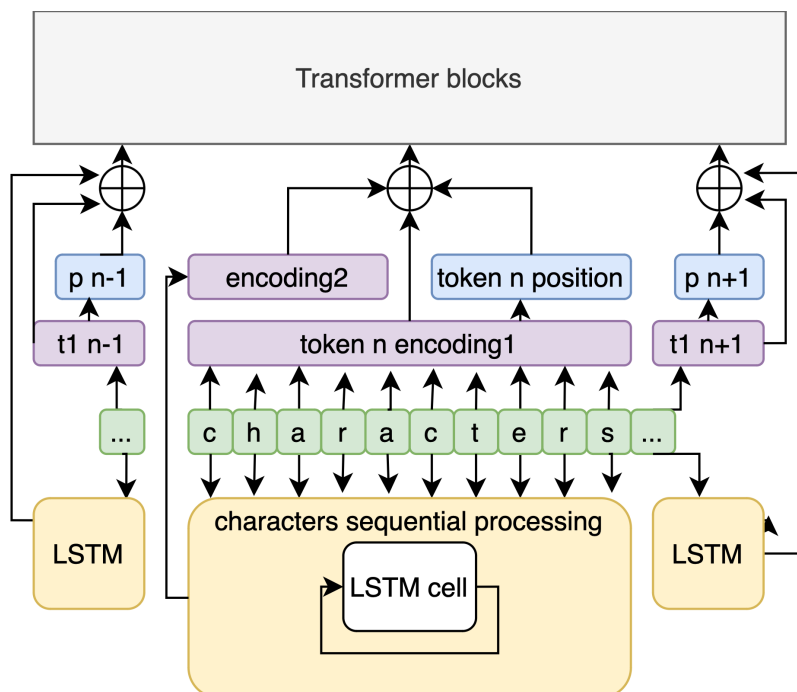 Transformer blocks
encoding2
p n-1
token n position
p n+1
t1 n-1
token n encoding1
t1 n+1
...
c h a r a c t e r s ...
characters sequential processing
LSTM
LSTM cell
LSTM